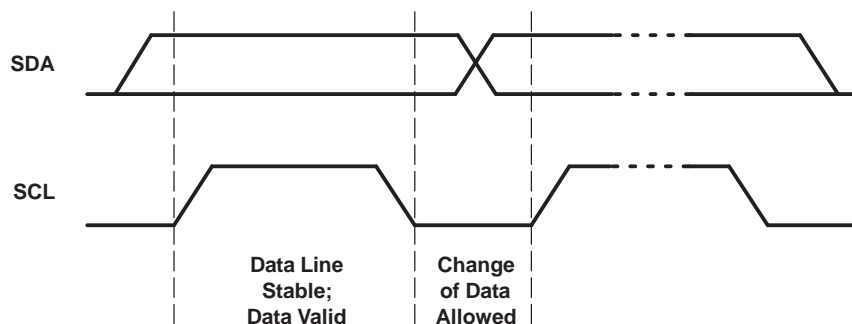 SDA
SCL
Data Line
Stable;
Data Valid
Change
of Data
Allowed